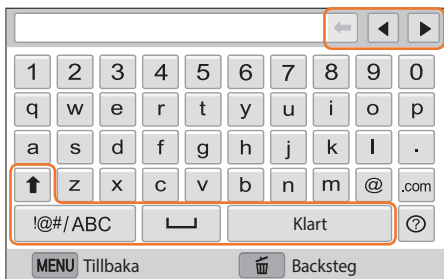 1 2 3 4 5 6 7 8 9 0
q w e r t y u i o p
a s d f g h j k l .
z x c v b n m @ .com
!@#/ABC Klart ?
MENU Tillbaka Backsteg